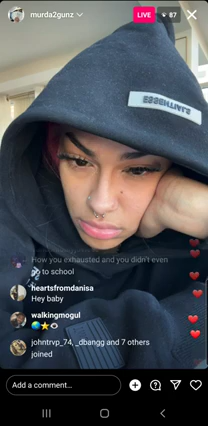 murda2gunz
LIVE
87
ESSENTIALS
How you exhausted and you didn't even
go to school
heartsfromdanisa
Hey baby
walkingmogul
🌏⭐👁
johntrvp_74, _dbangg and 7 others
joined
Add a comment...